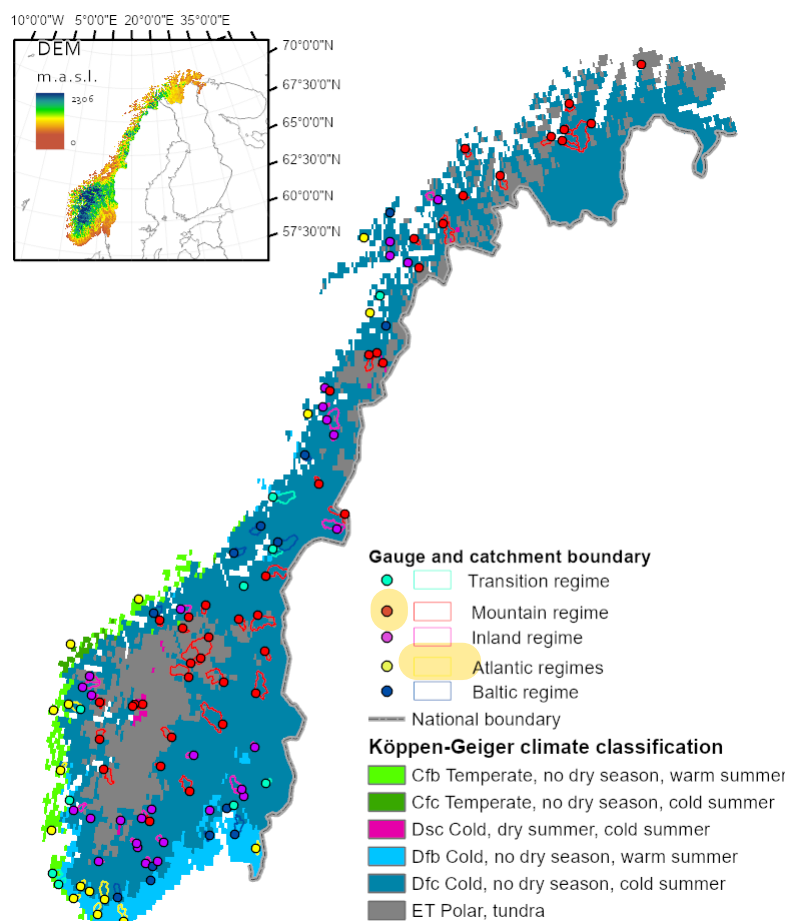 10°0'0"W 5°0'0"E 20°0'0"E 35°0'0"E
DEM
m.a.s.l.
2306
0
70°0'0"N
67°30'0"N
65°0'0"N
62°30'0"N
60°0'0"N
57°30'0"N
Gauge and catchment boundary
Transition regime
Mountain regime
Inland regime
Atlantic regimes
Baltic regime
National boundary
Köppen-Geiger climate classification
Cfb Temperate, no dry season, warm summer
Cfc Temperate, no dry season, cold summer
Dsc Cold, dry summer, cold summer
Dfb Cold, no dry season, warm summer
Dfc Cold, no dry season, cold summer
ET Polar, tundra